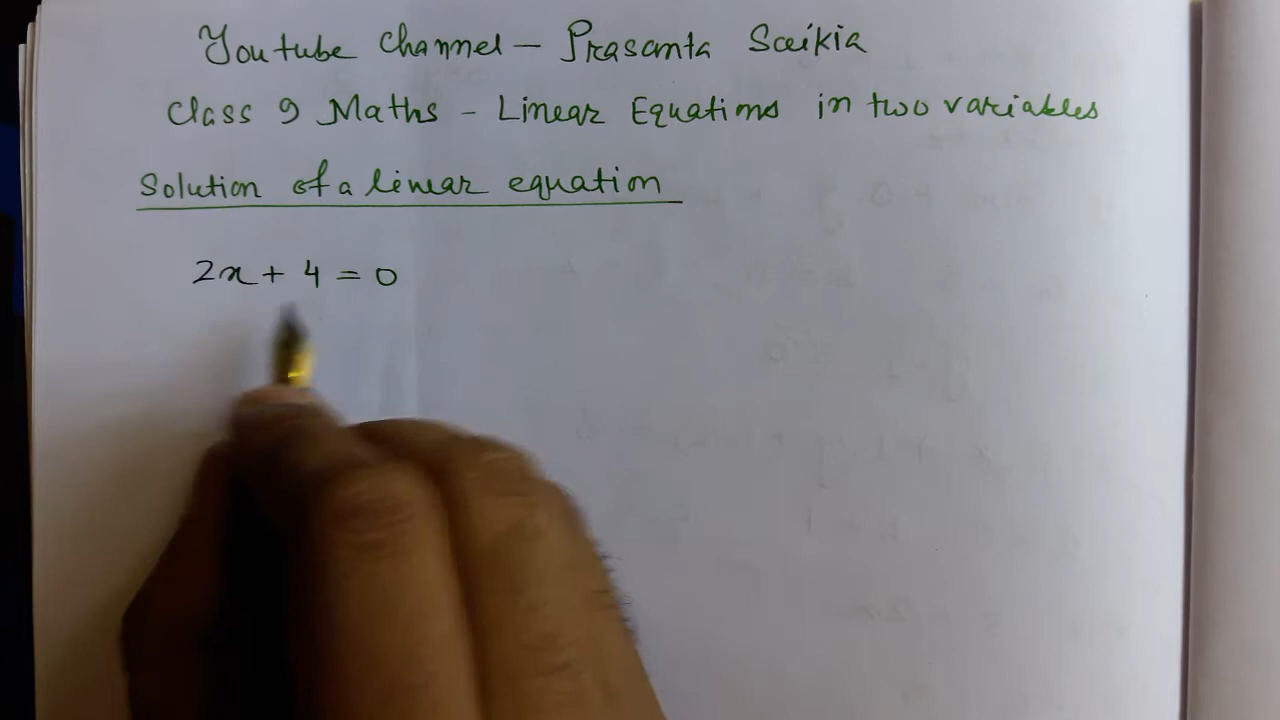 Youtube channel - Prasanta Saikia
Class 9 Maths - Linear Equations in two variables
Solution of a linear equation
2x + 4 = 0